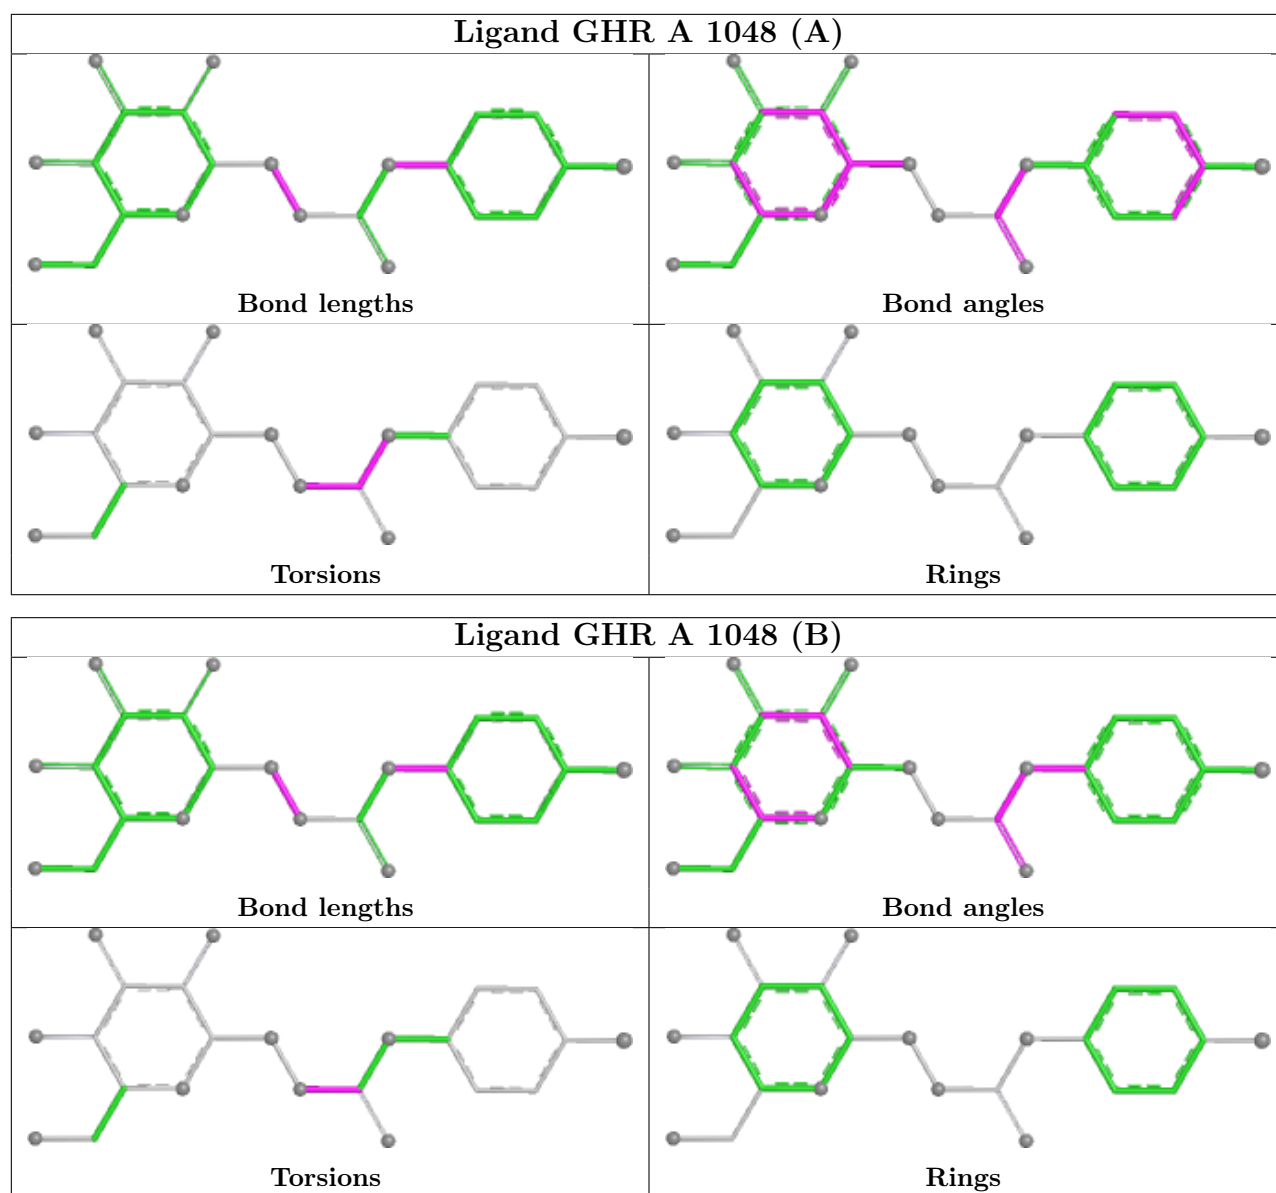 Ligand GHR A 1048 (A)
Bond lengths
Bond angles
Torsions
Rings
Ligand GHR A 1048 (B)
Bond lengths
Bond angles
Torsions
Rings